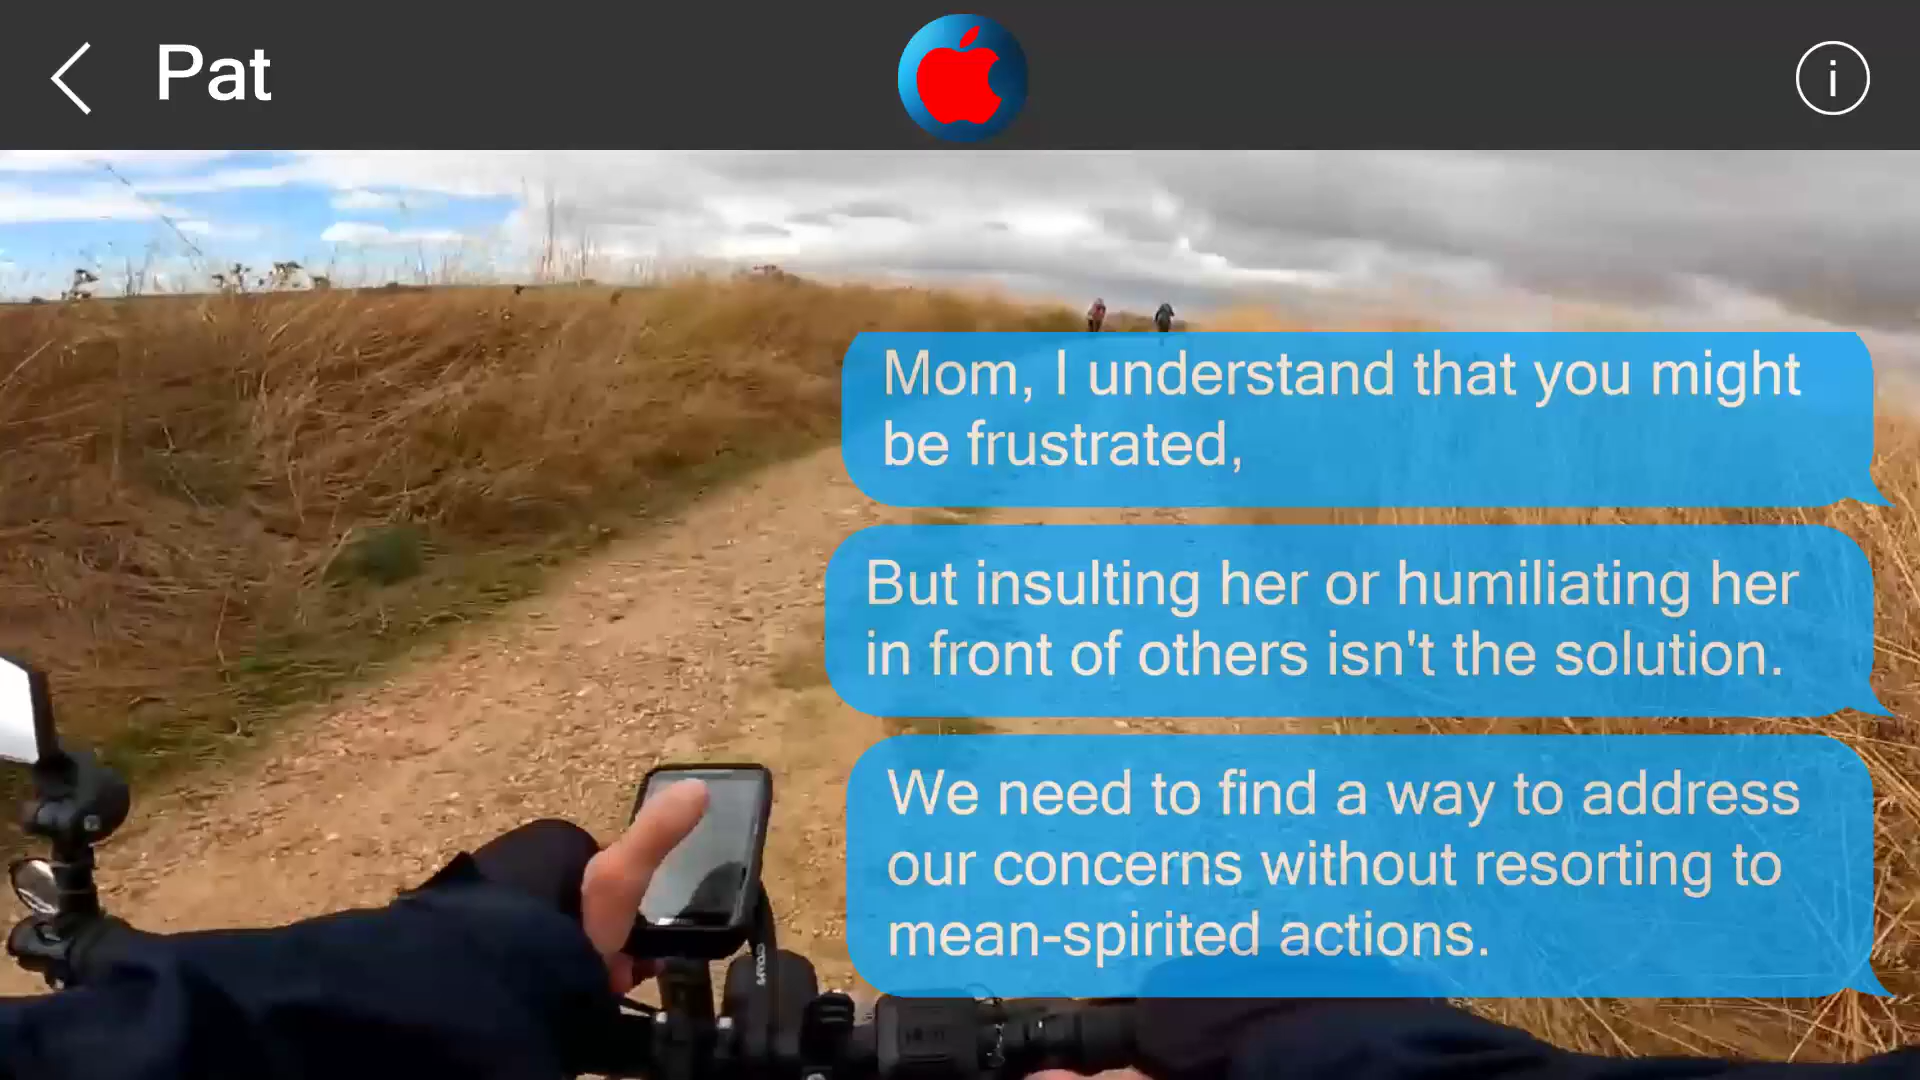 Pat
Mom, I understand that you might
be frustrated,
But insulting her or humiliating her
in front of others isn't the solution.
We need to find a way to address
our concerns without resorting to
mean-spirited actions.